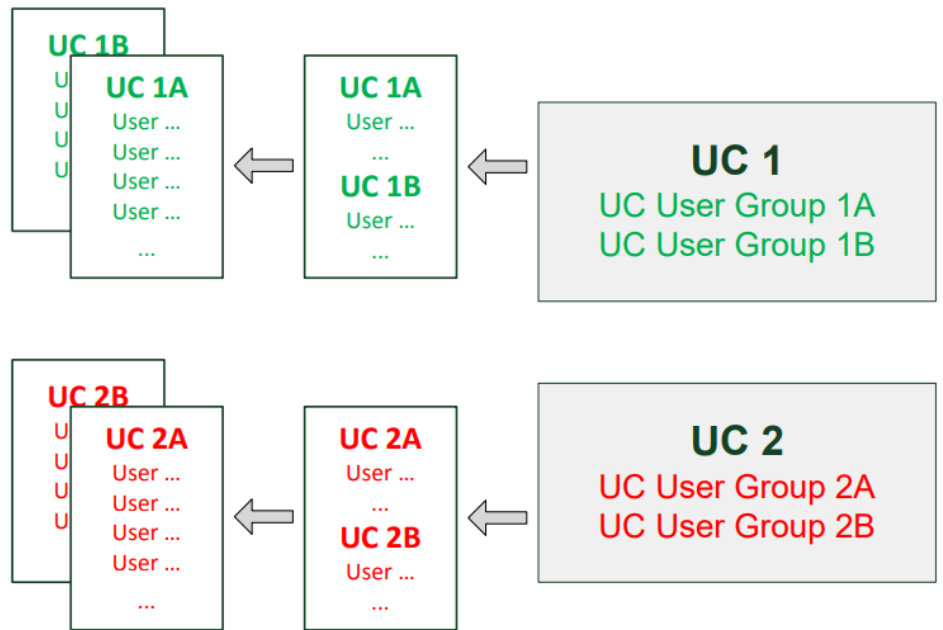 UC 1B
U
U
U
U
UC 1A
User ...
User ...
User ...
User ...
...
UC 1A
User ...
...
UC 1B
User ...
...
UC 1
UC User Group 1A
UC User Group 1B
UC 2B
U
U
U
U
UC 2A
User ...
User ...
User ...
User ...
...
UC 2A
User ...
...
UC 2B
User ...
...
UC 2
UC User Group 2A
UC User Group 2B